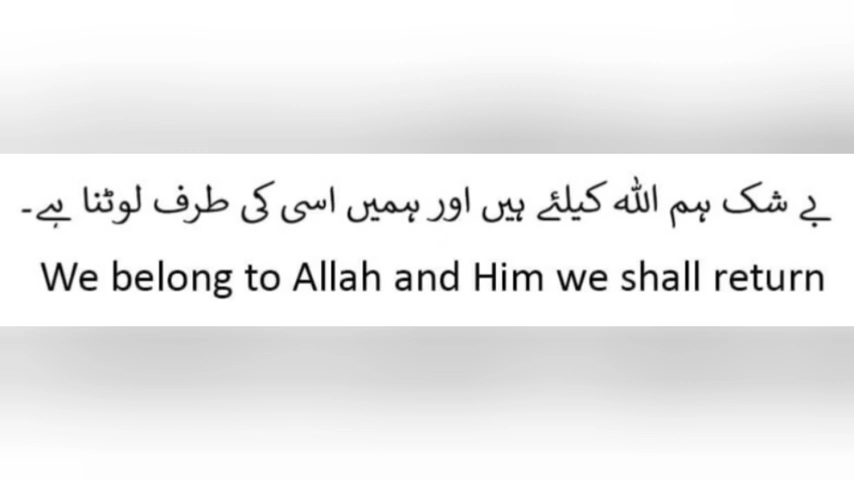 بے شک ہم اللہ کیلئے ہیں اور ہمیں اسی کی طرف لوٹنا ہے۔
We belong to Allah and Him we shall return